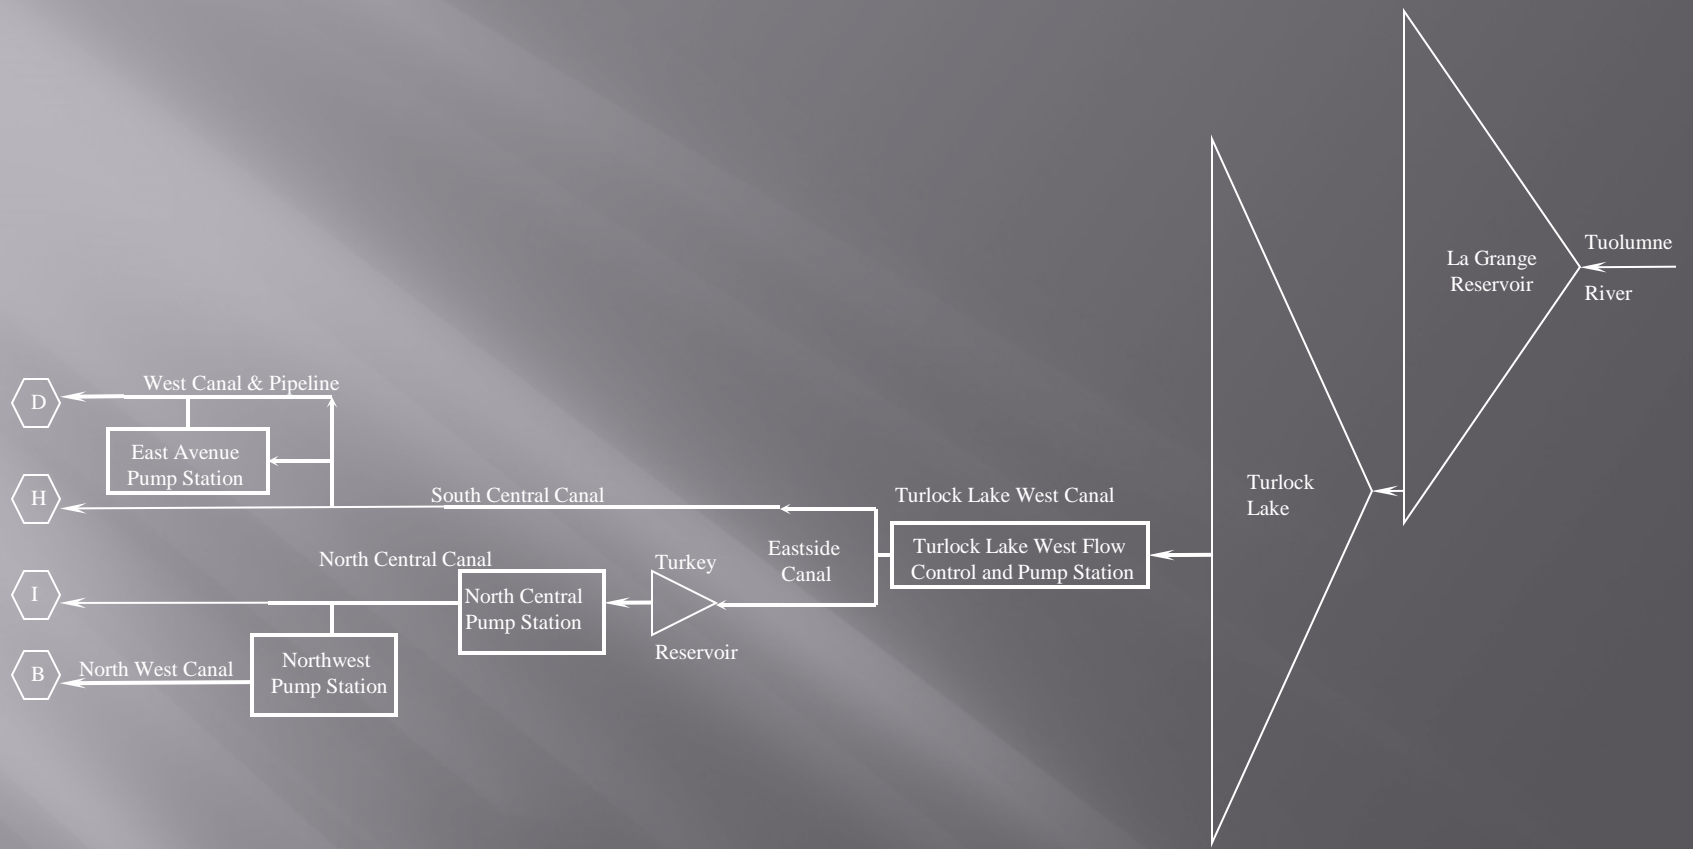 Tuolumne
River
La Grange
Reservoir
Turlock
Lake
Turlock Lake West Canal
Turlock Lake West Flow
Control and Pump Station
Eastside
Canal
South Central Canal
West Canal & Pipeline
East Avenue
Pump Station
D
H
Turkey
Reservoir
North Central Canal
North Central
Pump Station
I
Northwest
Pump Station
North West Canal
B